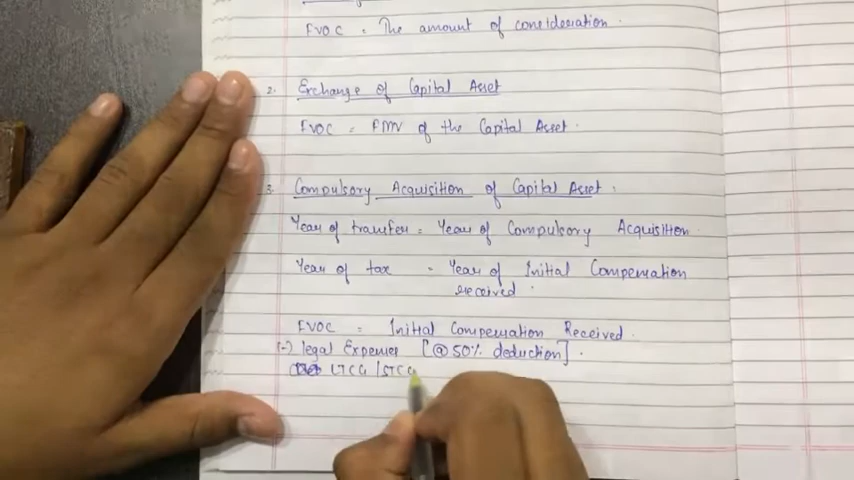 FVOC = The amount of consideration.
2. Exchange of Capital Asset
FVOC = FMV of the Capital Asset.
3. Compulsory Acquisition of Capital Asset:
Year of transfer = Year of Compulsory Acquisition.
Year of tax = Year of Initial Compensation
received.
FVOC = Initial Compensation Received.
(-) legal Expenses [@ 50% deduction].
LTCG / STCG